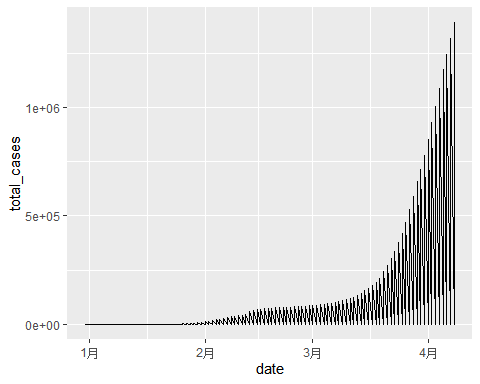 total_cases
1e+06
5e+05
0e+00
1月
2月
3月
4月
date